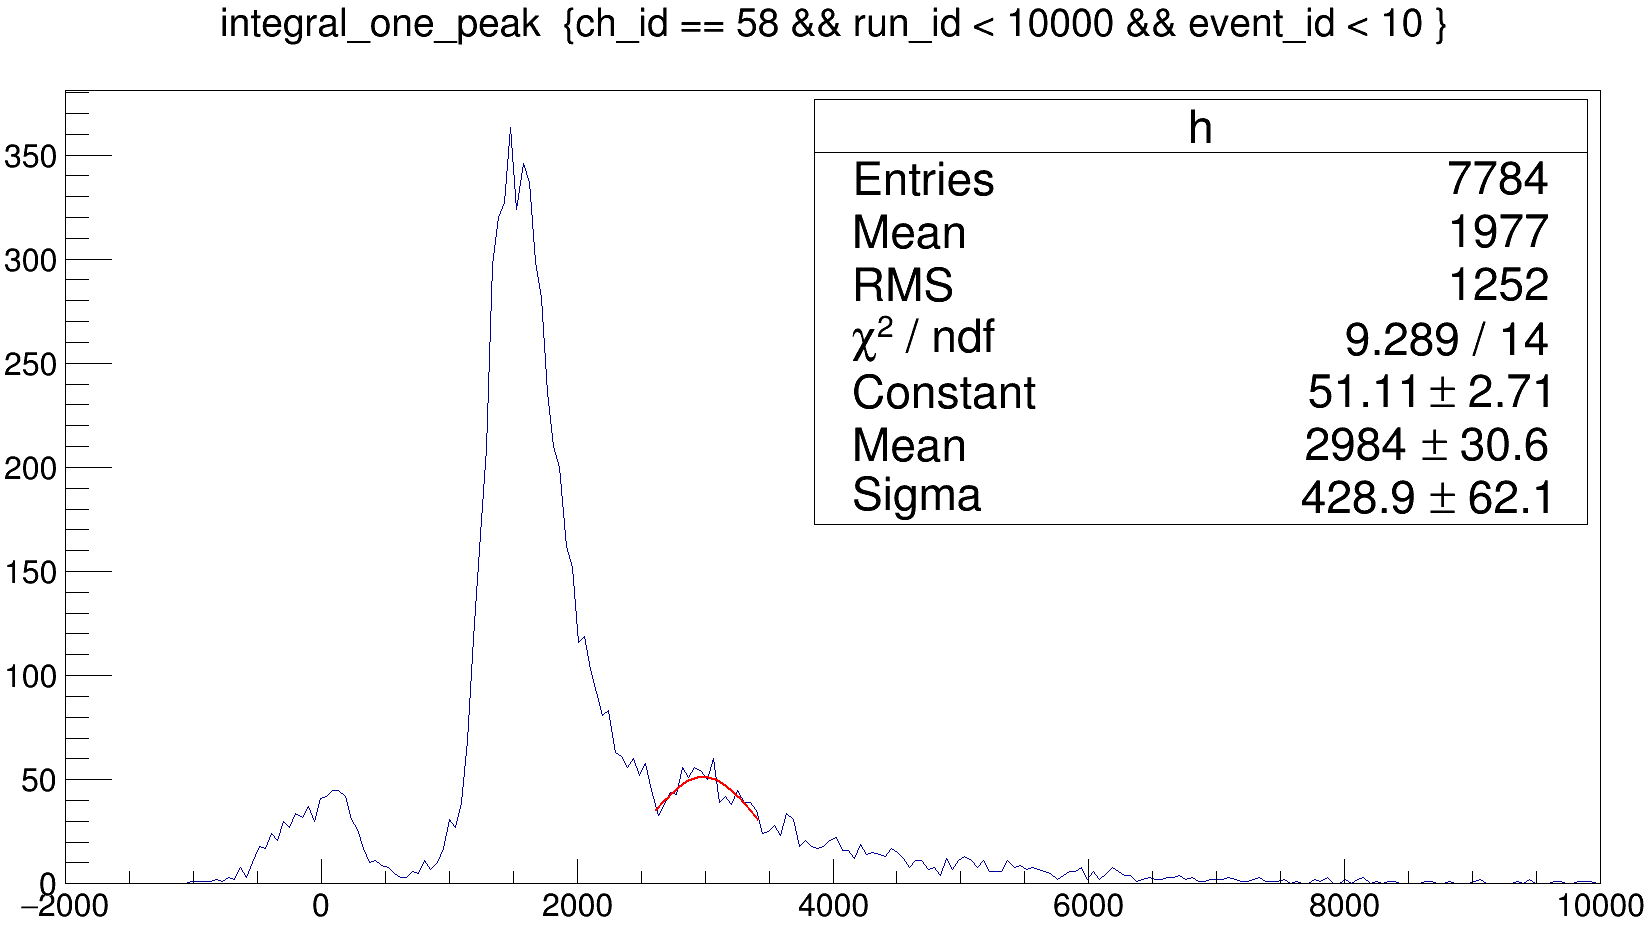 integral_one_peak {ch_id == 58 && run_id < 10000 && event_id < 10 }
h
Entries 7784
Mean 1977
RMS 1252
χ² / ndf 9.289 / 14
Constant 51.11 ± 2.71
Mean 2984 ± 30.6
Sigma 428.9 ± 62.1
350
300
250
200
150
100
50
0
−2000 0 2000 4000 6000 8000 10000